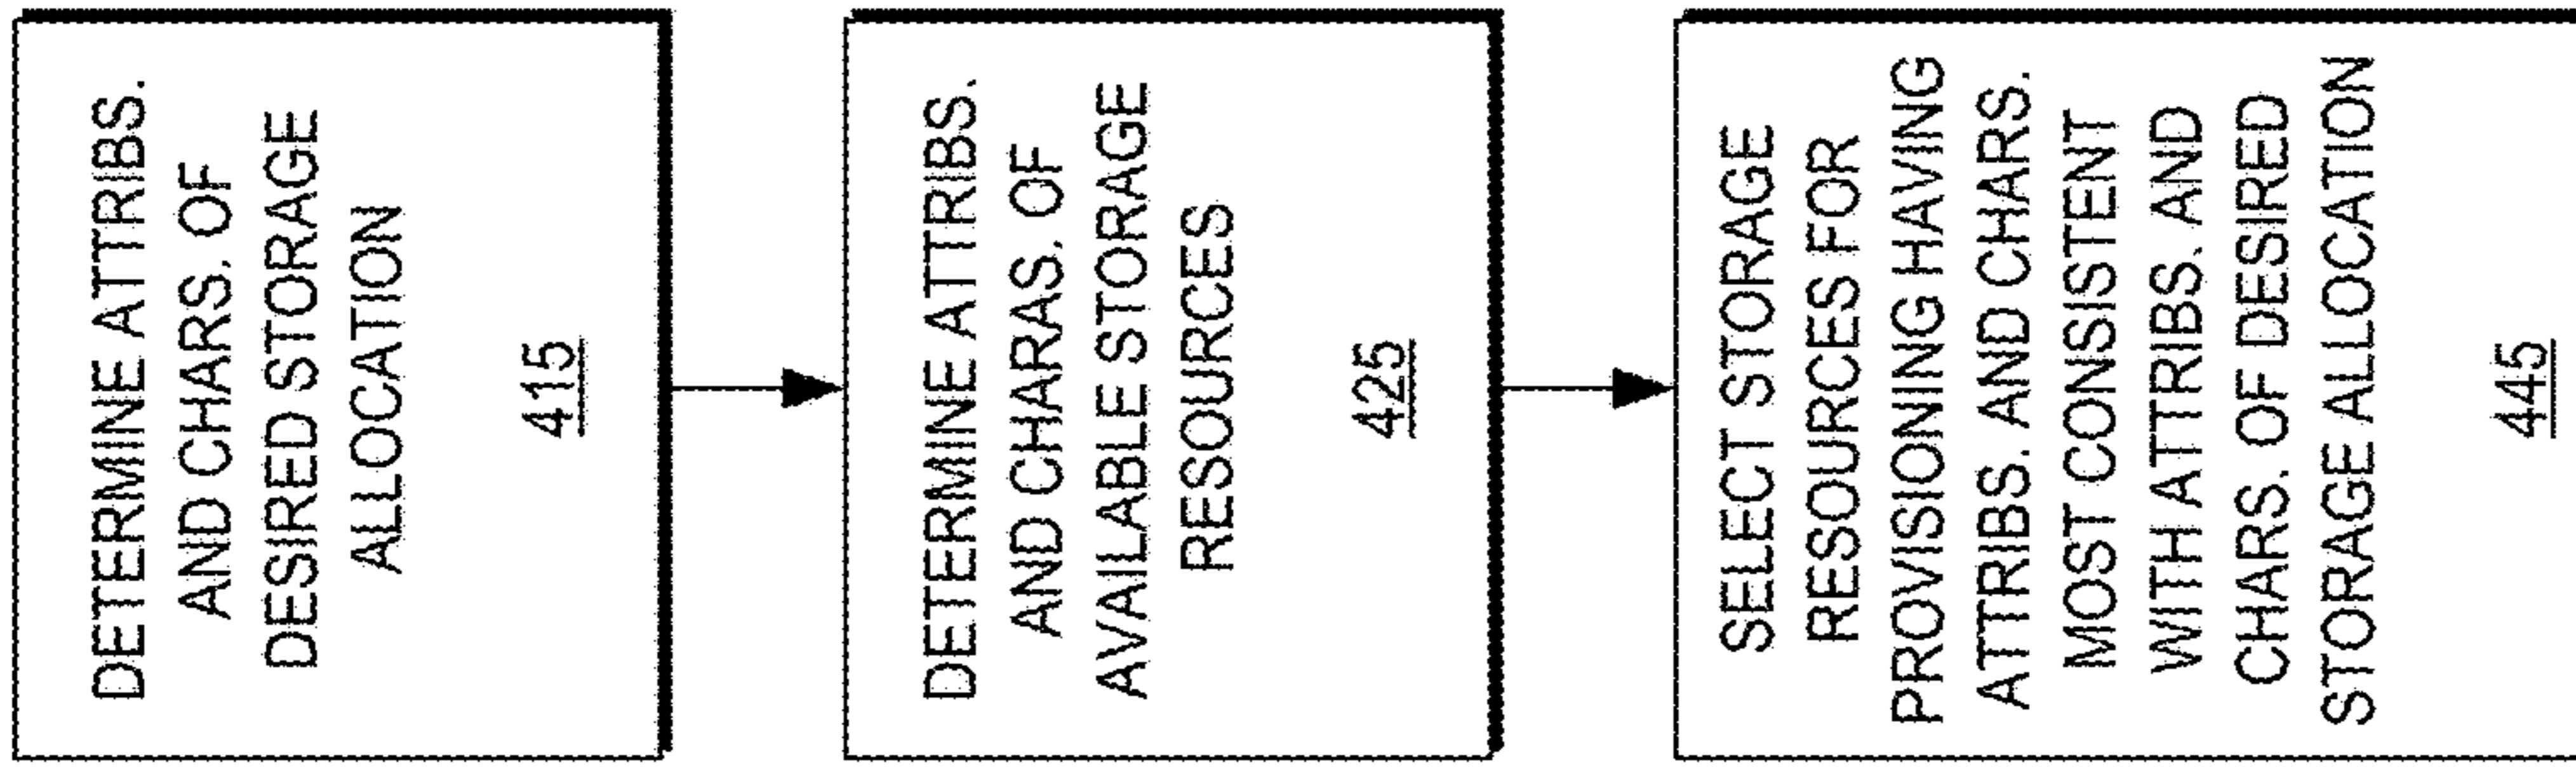 DETERMINE ATTRIBS.
AND CHARS. OF
DESIRED STORAGE
ALLOCATION
415
DETERMINE ATTRIBS.
AND CHARAS. OF
AVAILABLE STORAGE
RESOURCES
425
SELECT STORAGE
RESOURCES FOR
PROVISIONING HAVING
ATTRIBS. AND CHARS.
MOST CONSISTENT
WITH ATTRIBS. AND
CHARS. OF DESIRED
STORAGE ALLOCATION
445